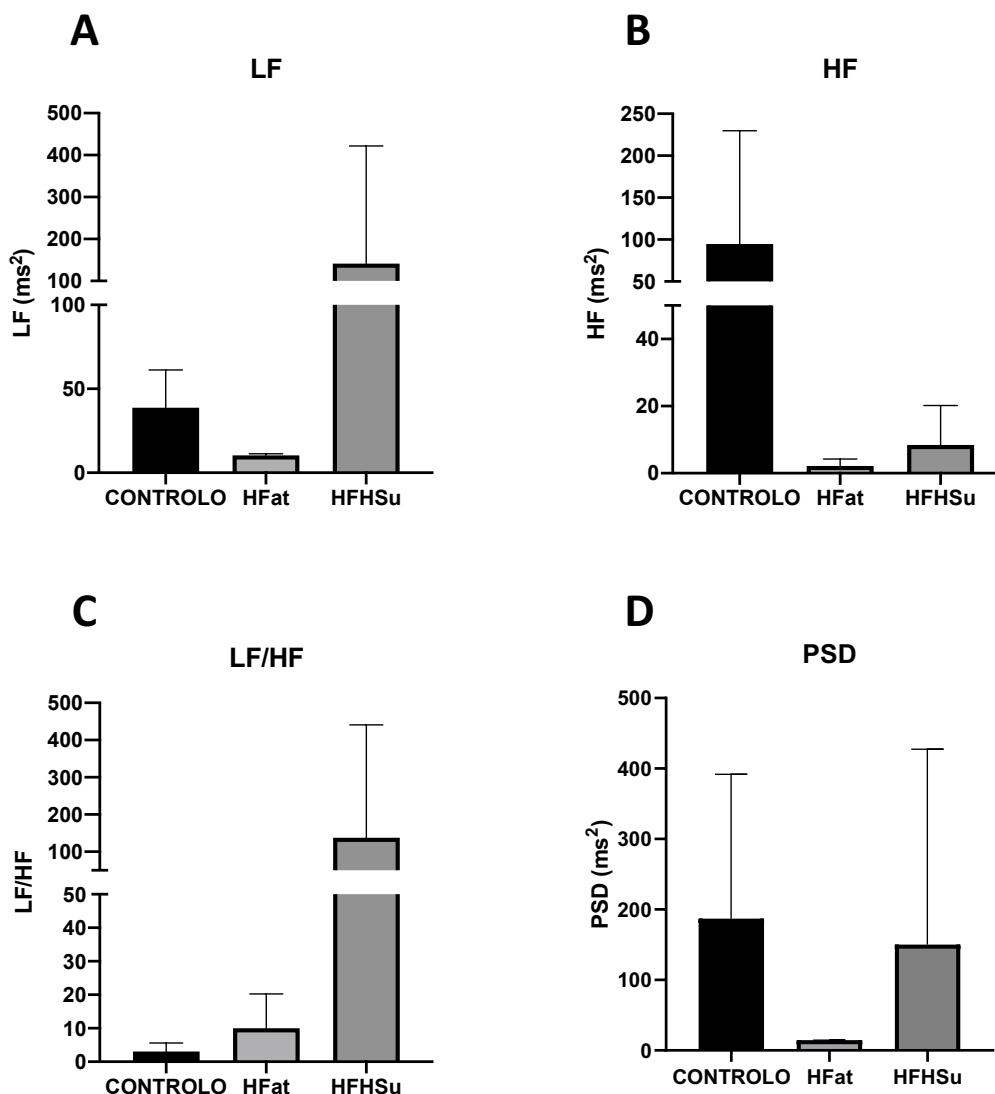 A
LF
500
400
300
200
100
100
50
0
LF (ms²)
CONTROLO HFat HFHSu
B
HF
250
200
150
100
50
40
20
0
HF (ms²)
CONTROLO HFat HFHSu
C
LF/HF
500
400
300
200
100
50
40
30
20
10
0
LF/HF
CONTROLO HFat HFHSu
D
PSD
500
400
300
200
100
0
PSD (ms²)
CONTROLO HFat HFHSu